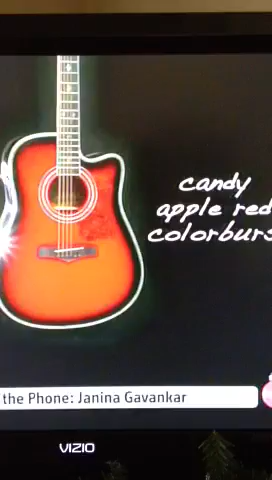 candy
apple red
colorburs
the Phone: Janina Gavankar
VIZIO